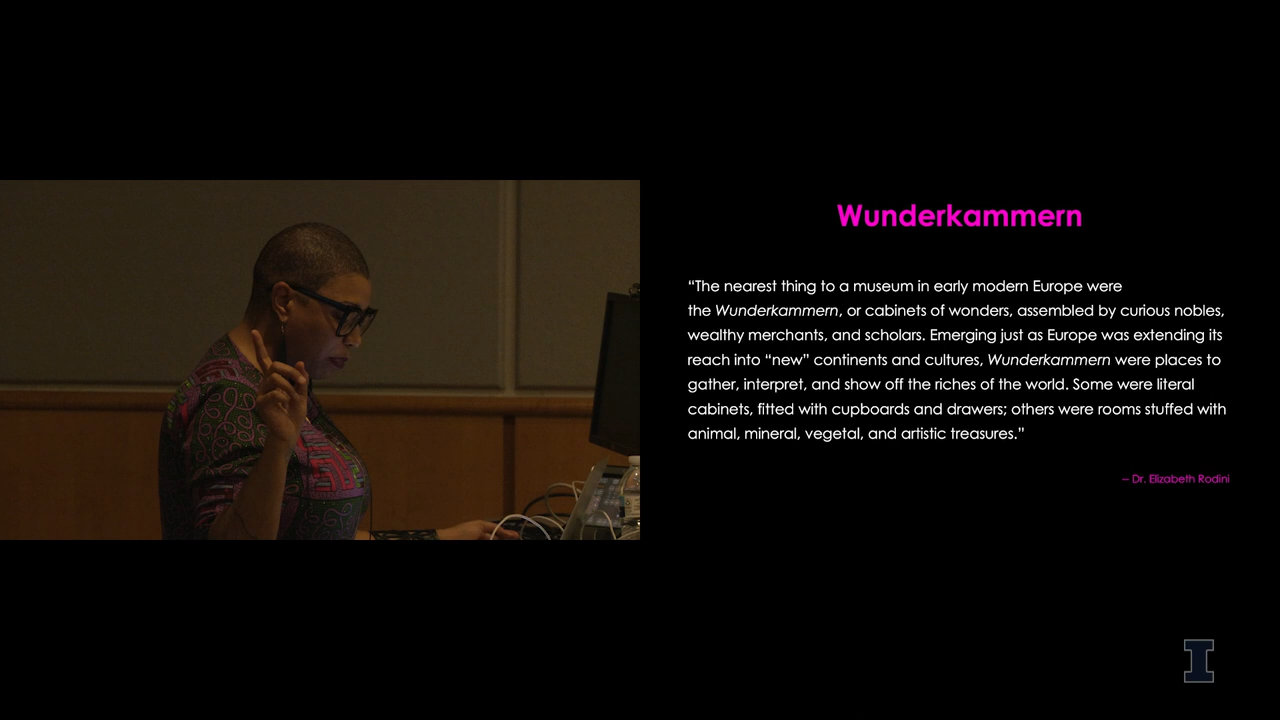 Wunderkammern
“The nearest thing to a museum in early modern Europe were
the Wunderkammern, or cabinets of wonders, assembled by curious nobles,
wealthy merchants, and scholars. Emerging just as Europe was extending its
reach into “new” continents and cultures, Wunderkammern were places to
gather, interpret, and show off the riches of the world. Some were literal
cabinets, fitted with cupboards and drawers; others were rooms stuffed with
animal, mineral, vegetal, and artistic treasures.”
– Dr. Elizabeth Rodini
I